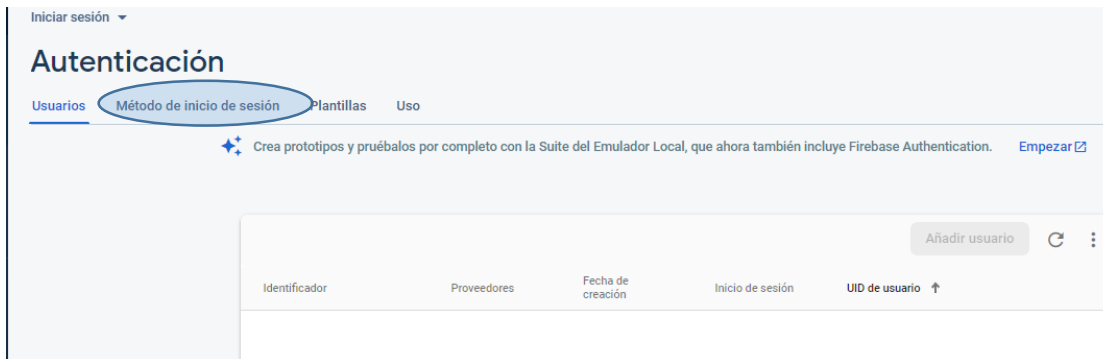 Iniciar sesión
Autenticación
Usuarios Método de inicio de sesión Plantillas Uso
Crea prototipos y pruébalos por completo con la Suite del Emulador Local, que ahora también incluye Firebase Authentication. Empezar
Añadir usuario
Identificador Proveedores Fecha de creación Inicio de sesión UID de usuario